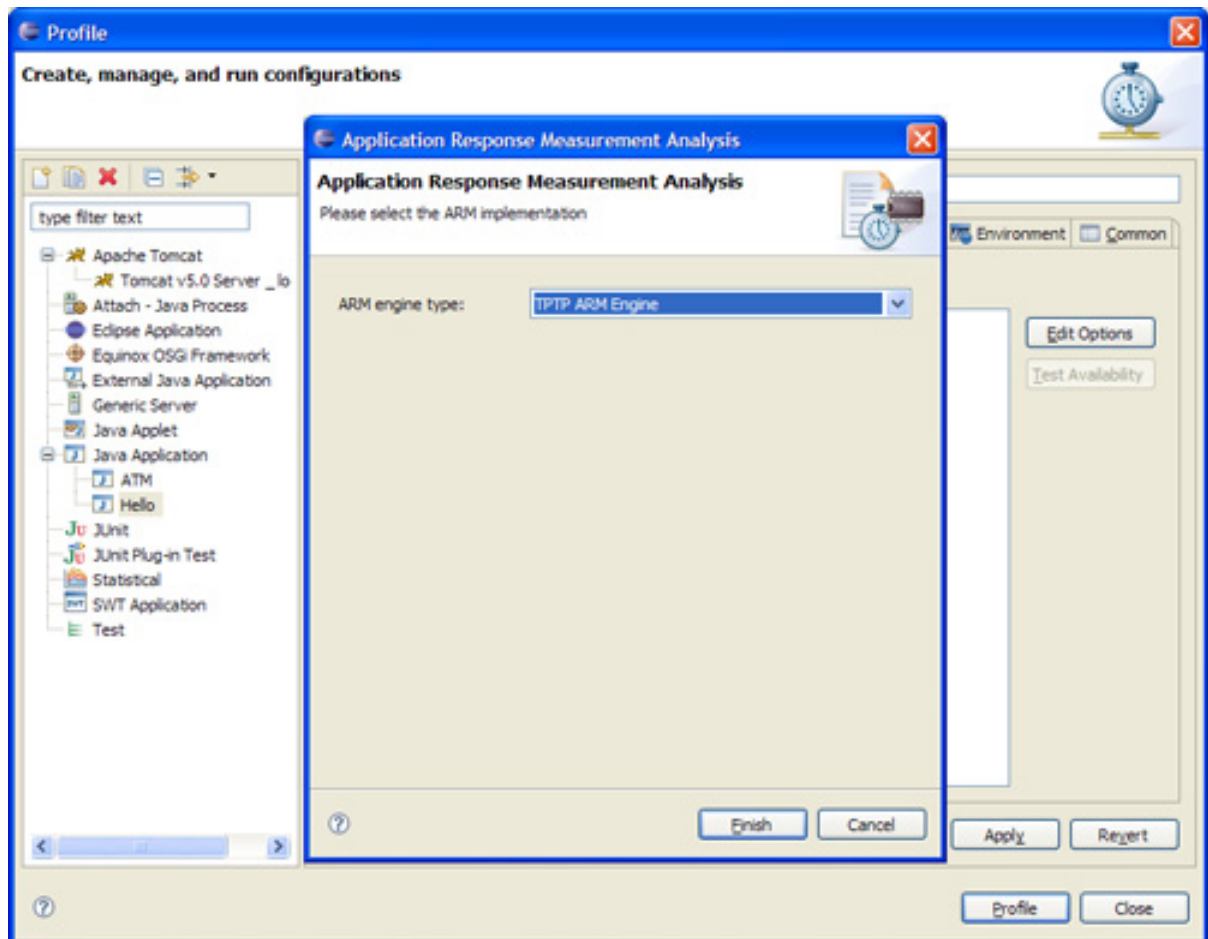 Profile
Create, manage, and run configurations
Application Response Measurement Analysis
Application Response Measurement Analysis
Please select the ARM implementation
type filter text
Apache Tomcat
Tomcat v5.0 Server _lo
Attach - Java Process
Eclipse Application
Equinox OSGi Framework
External Java Application
Generic Server
Java Applet
Java Application
ATM
Hello
JUnit
JUnit Plug-in Test
Statistical
SWT Application
Test
ARM engine type: TPTP ARM Engine
Environment Common
Edit Options
Test Availability
Finish Cancel
Apply Revert
Profile Close